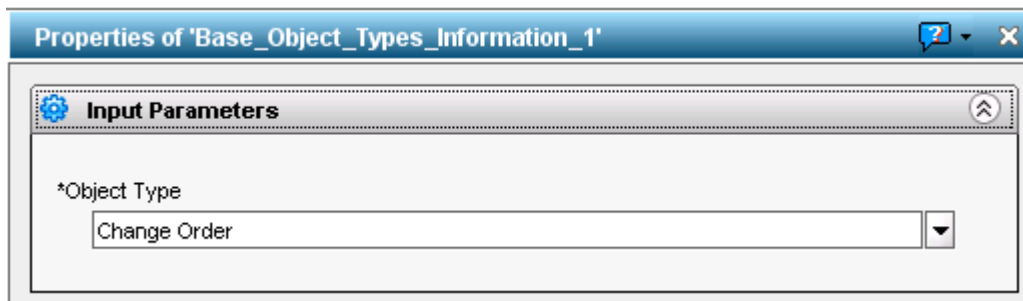 Properties of 'Base_Object_Types_Information_1'
Input Parameters
*Object Type
Change Order